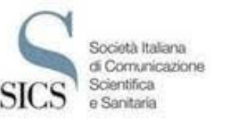 SICS
Società Italiana
di Comunicazione
Scientifica
e Sanitaria